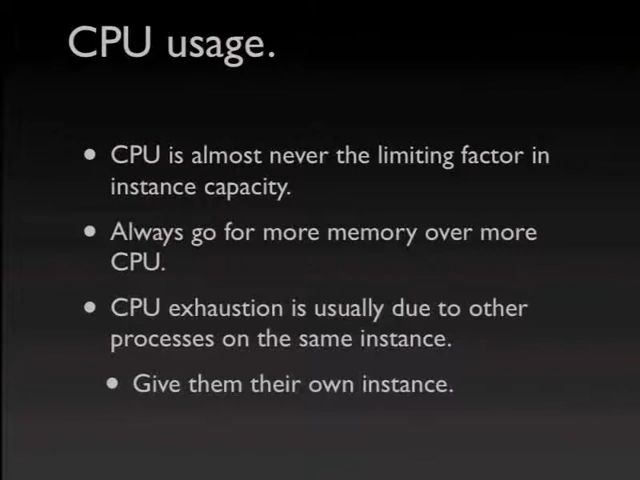 CPU usage.
• CPU is almost never the limiting factor in
instance capacity.
• Always go for more memory over more
CPU.
• CPU exhaustion is usually due to other
processes on the same instance.
• Give them their own instance.